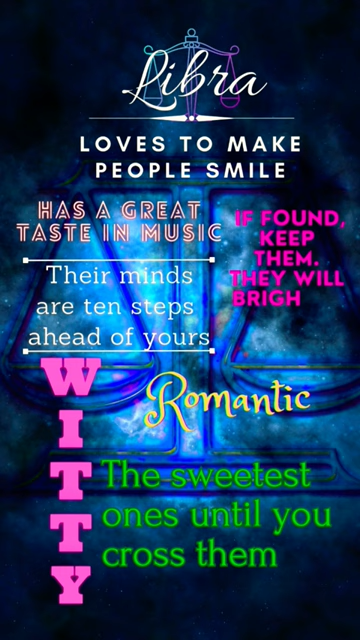 Libra
LOVES TO MAKE
PEOPLE SMILE
HAS A GREAT
TASTE IN MUSIC
IF FOUND,
KEEP
THEM.
THEY WILL
BRIGH
Their minds
are ten steps
ahead of yours
WITTY
Romantic
The sweetest
ones until you
cross them